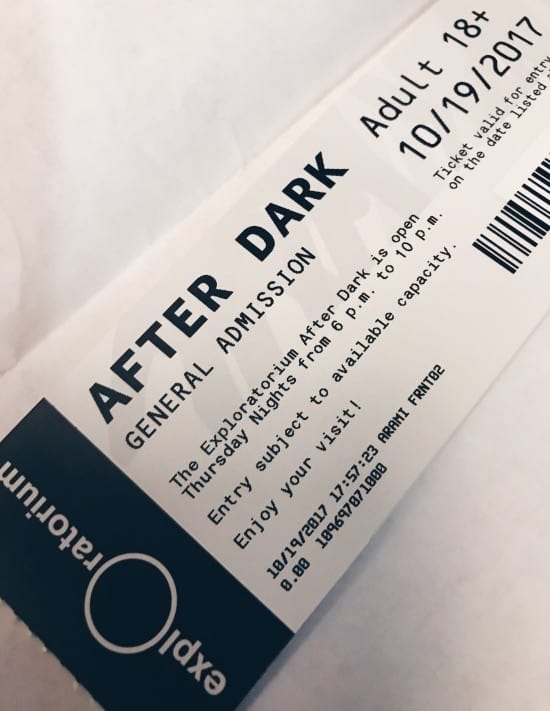 Adult 18+
10/19/2017
Ticket valid for entry
on the date listed
AFTER DARK
GENERAL ADMISSION
The Exploratorium After Dark is open
Thursday Nights from 6 p.m. to 10 p.m.
Entry subject to available capacity.
Enjoy your visit!
10/19/2017 17:57:23 ARAMI FRNT02
0.00 109697071000
explOratorium